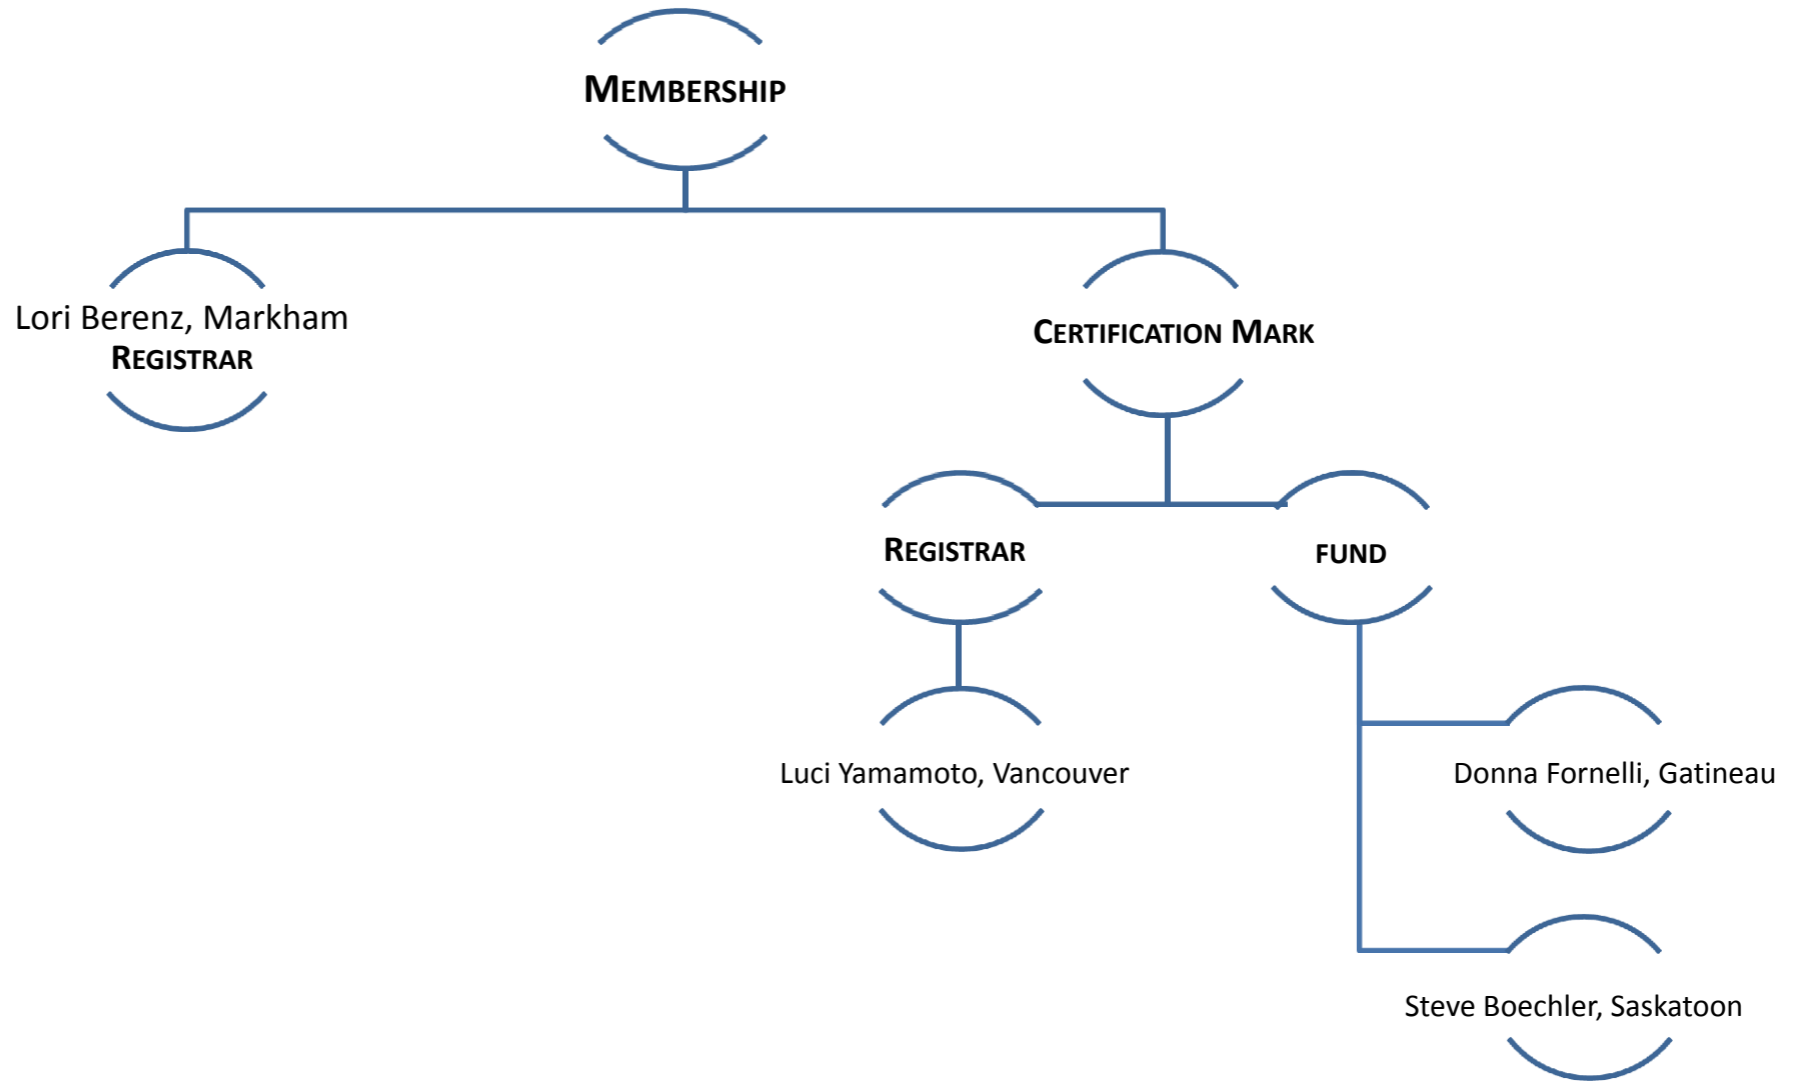 MEMBERSHIP
Lori Berenz, Markham
REGISTRAR
CERTIFICATION MARK
REGISTRAR
FUND
Luci Yamamoto, Vancouver
Donna Fornelli, Gatineau
Steve Boechler, Saskatoon